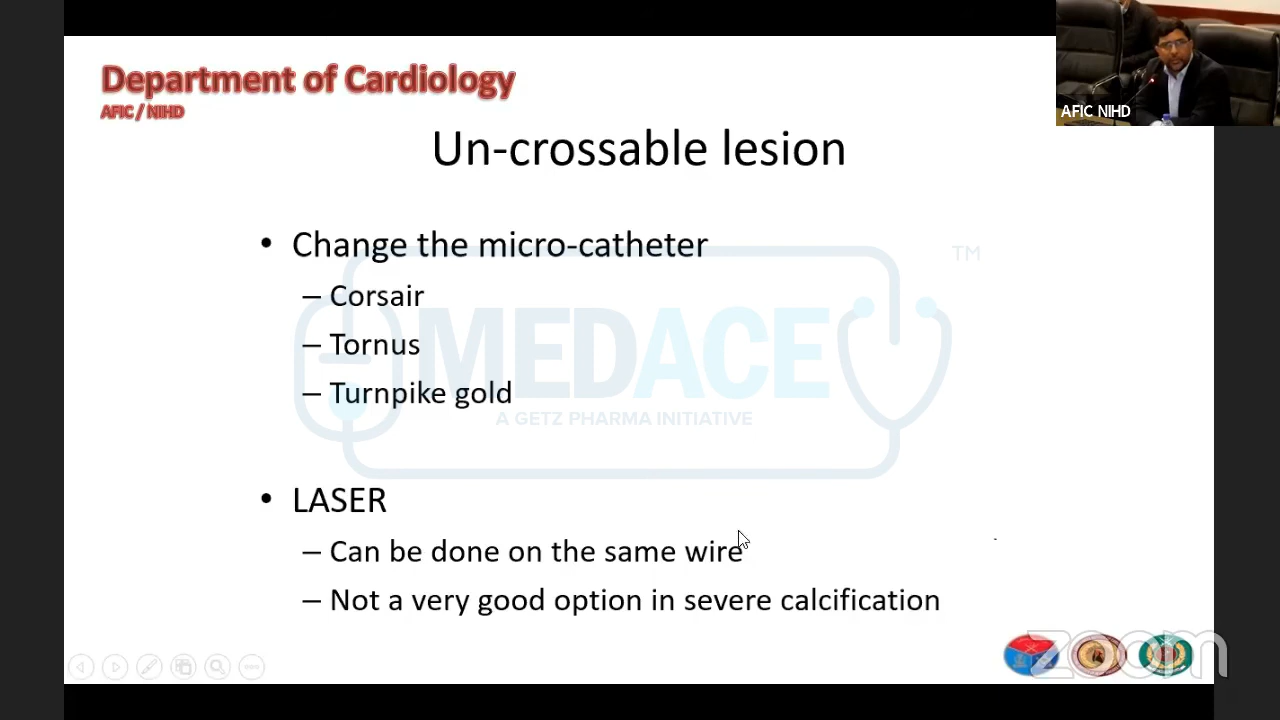 Department of Cardiology
AFIC / NIHD
AFIC NIHD
Un-crossable lesion
• Change the micro-catheter
– Corsair
– Tornus
– Turnpike gold
TM
MEDACE
A GETZ PHARMA INITIATIVE
• LASER
– Can be done on the same wire
– Not a very good option in severe calcification
zoom